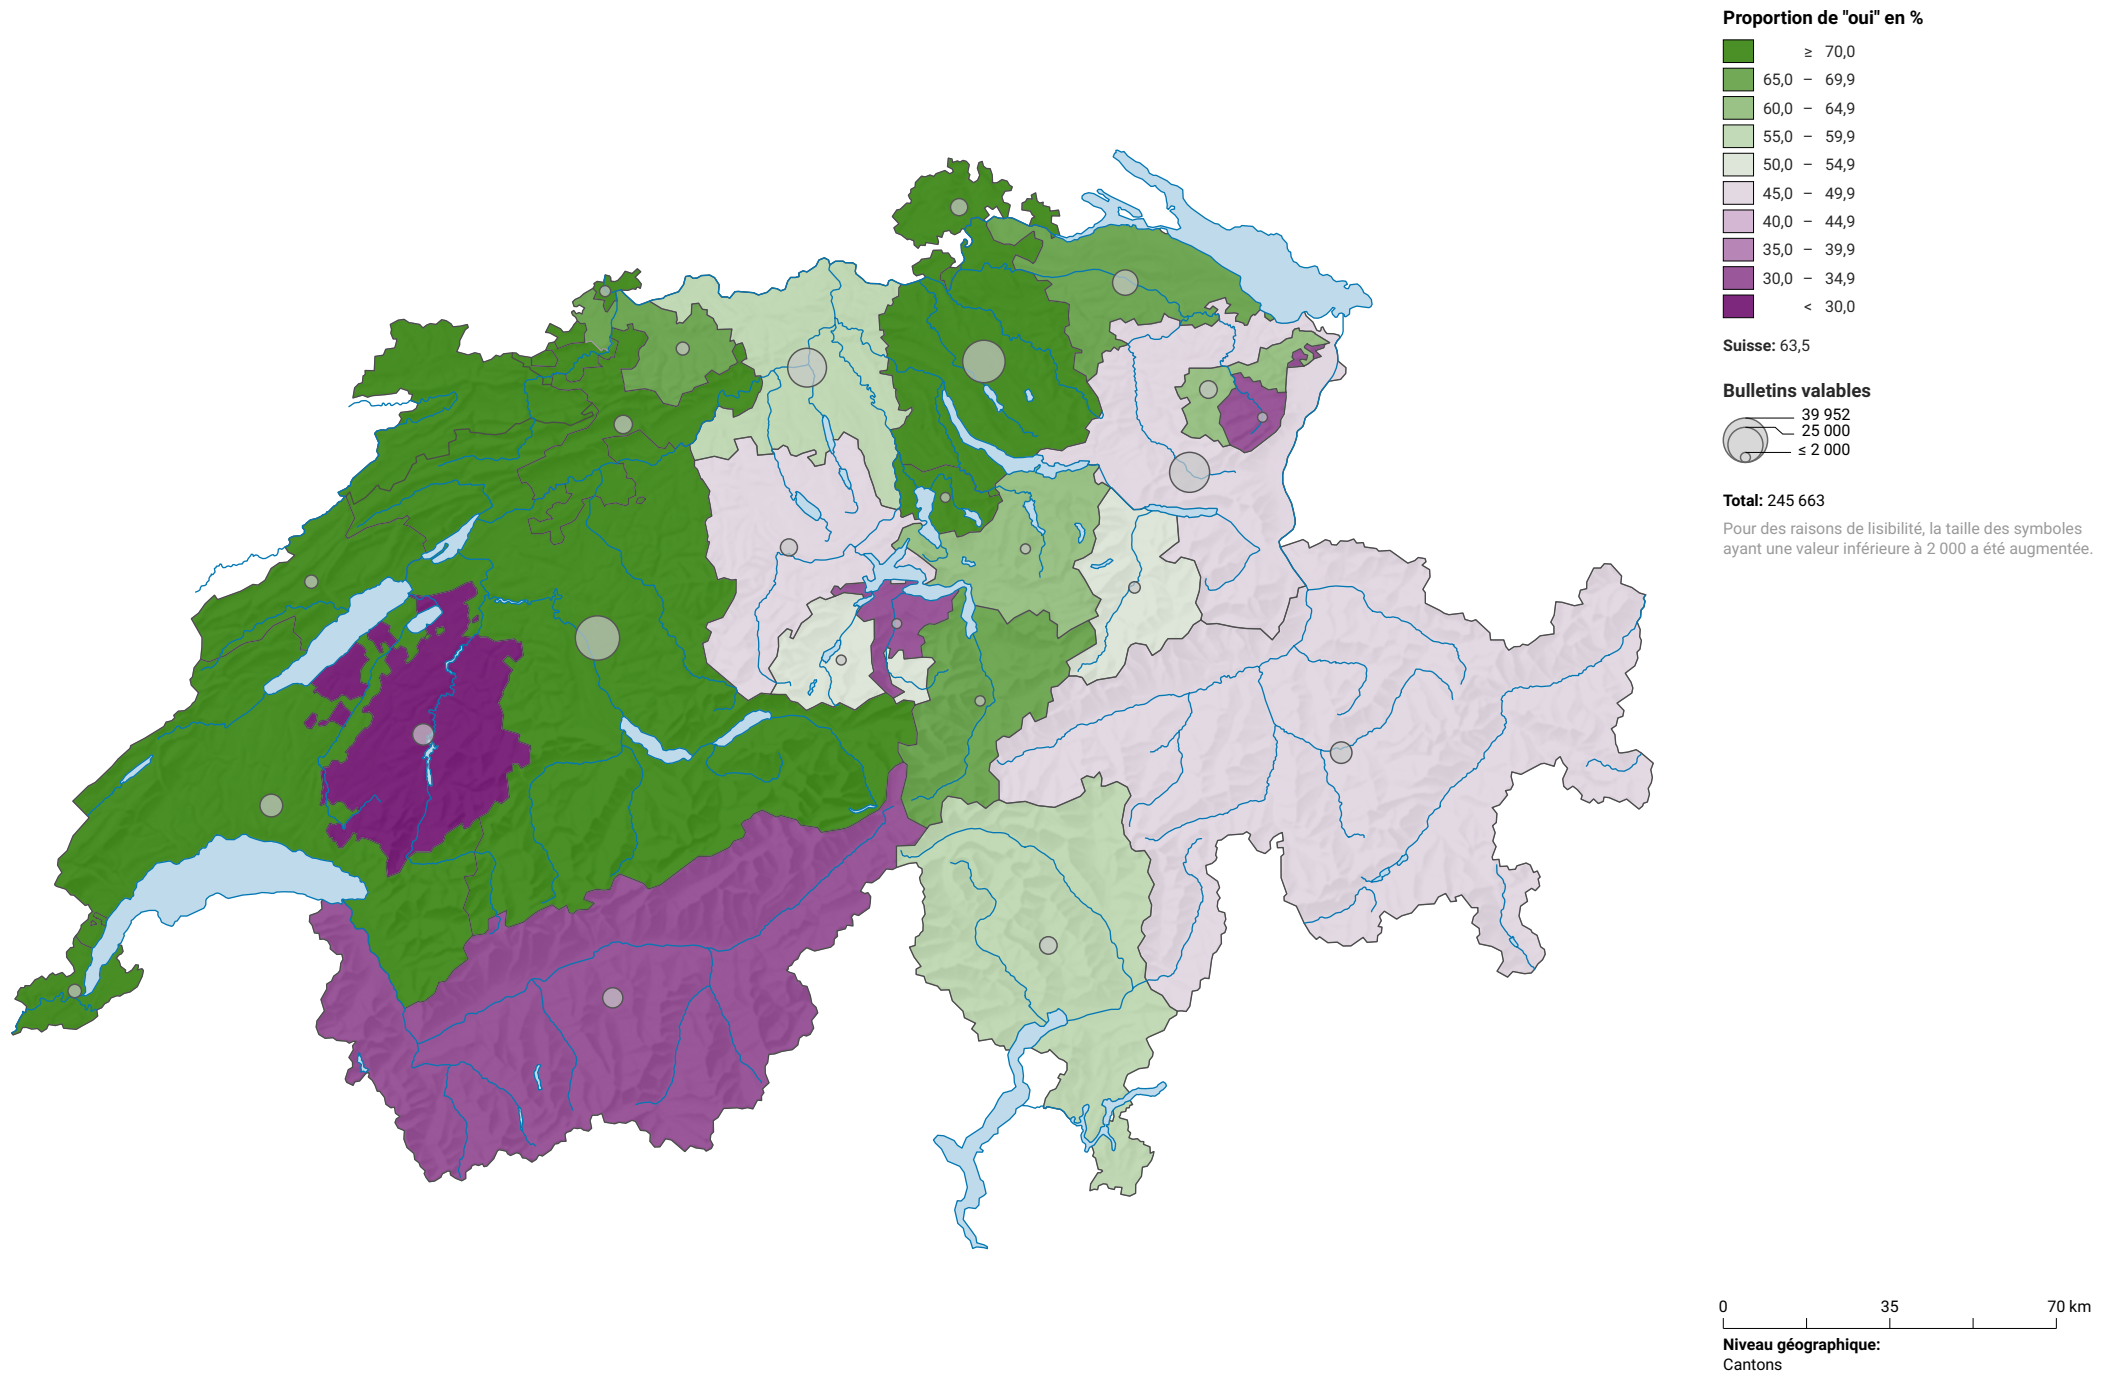 Proportion de "oui" en %
≥ 70,0
65,0 – 69,9
60,0 – 64,9
55,0 – 59,9
50,0 – 54,9
45,0 – 49,9
40,0 – 44,9
35,0 – 39,9
30,0 – 34,9
< 30,0
Suisse: 63,5
Bulletins valables
39 952
25 000
≤ 2 000
Total: 245 663
Pour des raisons de lisibilité, la taille des symboles
ayant une valeur inférieure à 2 000 a été augmentée.
0 35 70 km
Niveau géographique:
Cantons